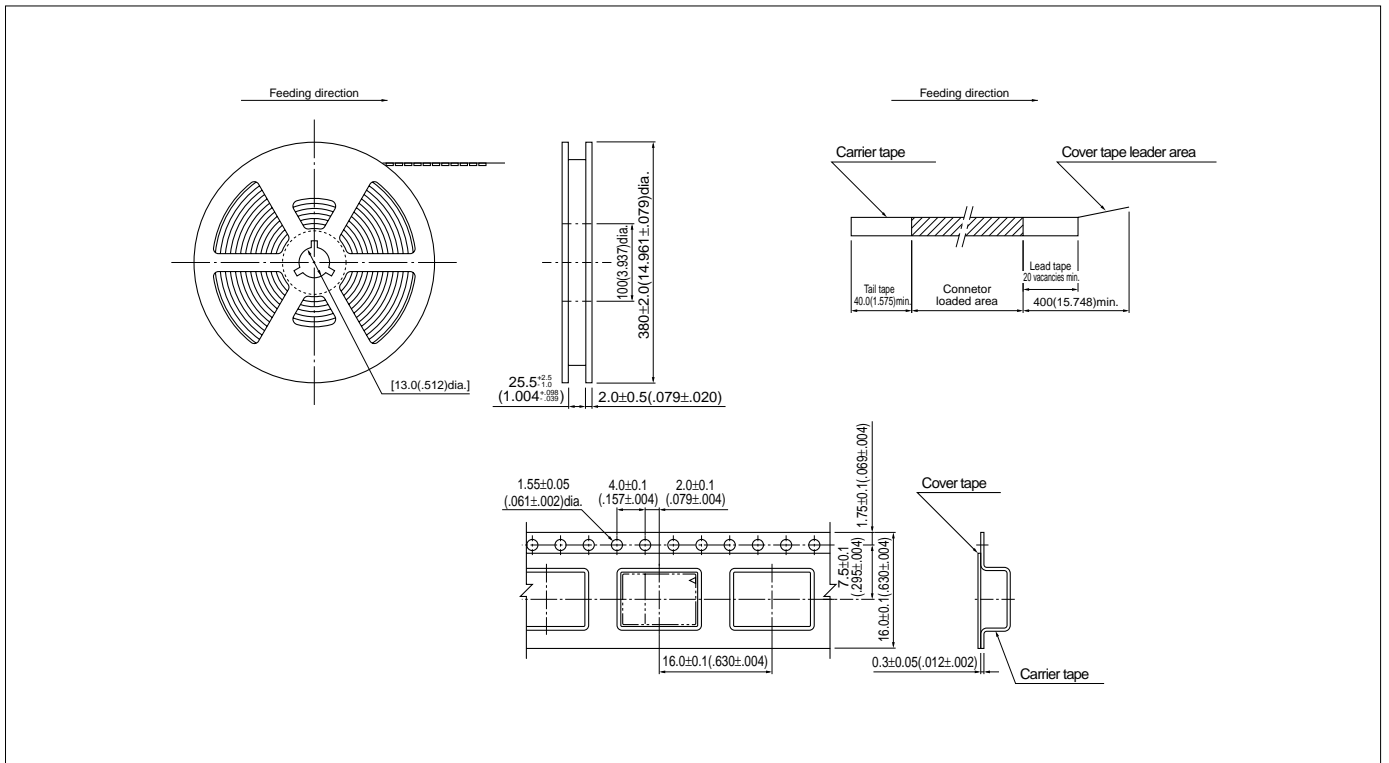 Feeding direction
[13.0(.512)dia.]
100(3.937)dia.
380±2.0(14.961±.079)dia.
25.5+2.5-1.0
(1.004+.098-.039)
2.0±0.5(.079±.020)
Feeding direction
Carrier tape
Cover tape leader area
Tail tape
40.0(1.575)min.
Connetor
loaded area
Lead tape
20 vacancies min.
400(15.748)min.
1.55±0.05
(.061±.002)dia.
4.0±0.1
(.157±.004)
2.0±0.1
(.079±.004)
1.75±0.1(.069±.004)
7.5±0.1
(.295±.004)
16.0±0.1(.630±.004)
16.0±0.1(.630±.004)
Cover tape
0.3±0.05(.012±.002)
Carrier tape